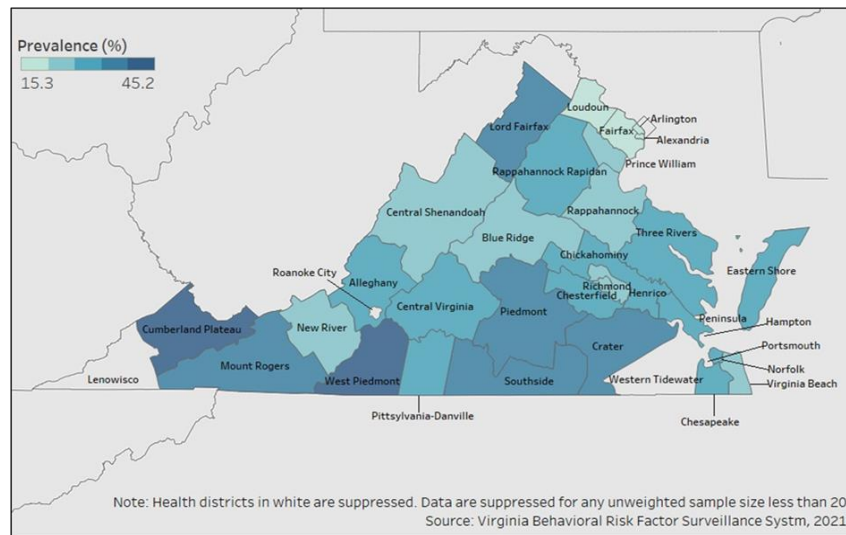 Prevalence (%)
15.3 45.2
Loudoun
Arlington
Fairfax
Alexandria
Lord Fairfax
Prince William
Rappahannock Rapidan
Central Shenandoah
Rappahannock
Three Rivers
Blue Ridge
Chickahominy
Eastern Shore
Roanoke City
Alleghany
Richmond
Henrico
Chesterfield
Central Virginia
Piedmont
Peninsula
Hampton
Cumberland Plateau
New River
Crater
Portsmouth
Mount Rogers
Norfolk
Lenowisco
West Piedmont
Southside
Western Tidewater
Virginia Beach
Pittsylvania-Danville
Chesapeake
Note: Health districts in white are suppressed. Data are suppressed for any unweighted sample size less than 20
Source: Virginia Behavioral Risk Factor Surveillance Systm, 2021